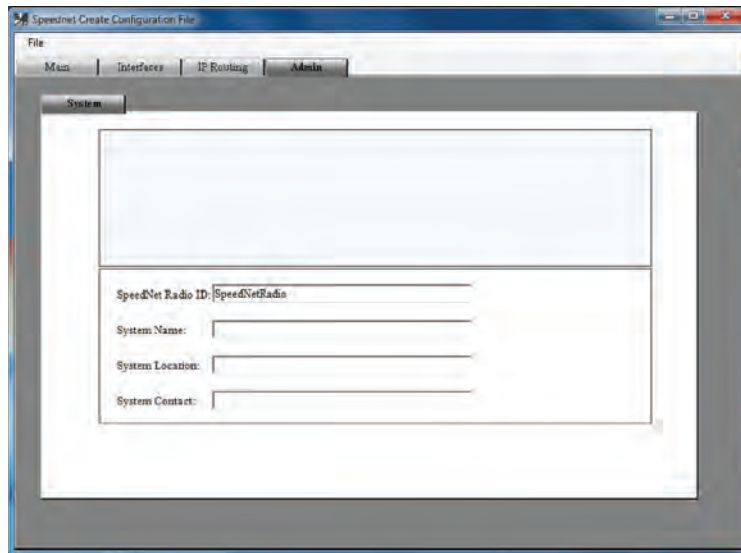 Speednet Create Configuration File
File
Main Interfaces IP Routing Admin
System
SpeedNet Radio ID: SpeedNetRadio
System Name:
System Location:
System Contact: